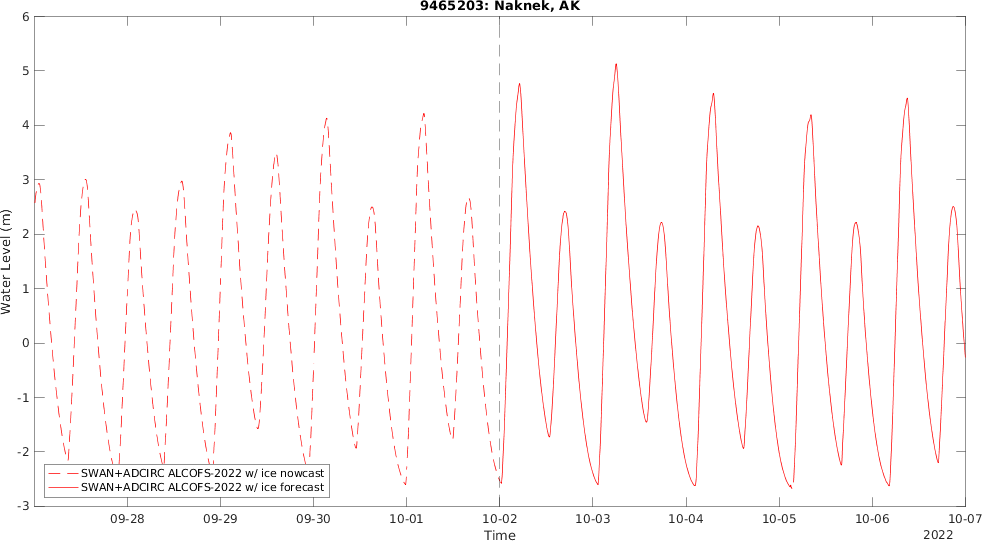 9465203: Naknek, AK
Water Level (m)
6
5
4
3
2
1
0
-1
-2
-3
SWAN+ADCIRC ALCOFS-2022 w/ ice nowcast
SWAN+ADCIRC ALCOFS-2022 w/ ice forecast
09-28 09-29 09-30 10-01 10-02 10-03 10-04 10-05 10-06 10-07
Time
2022